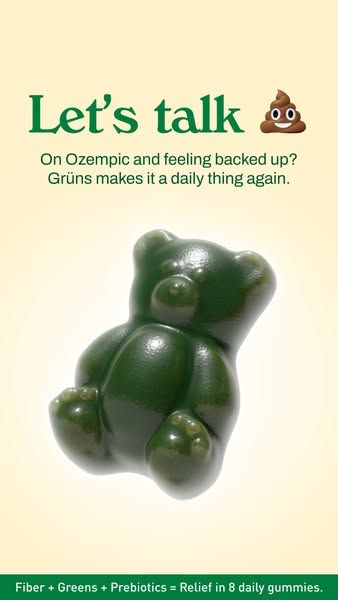 Let's talk 💩
On Ozempic and feeling backed up?
Grüns makes it a daily thing again.
Fiber + Greens + Prebiotics = Relief in 8 daily gummies.